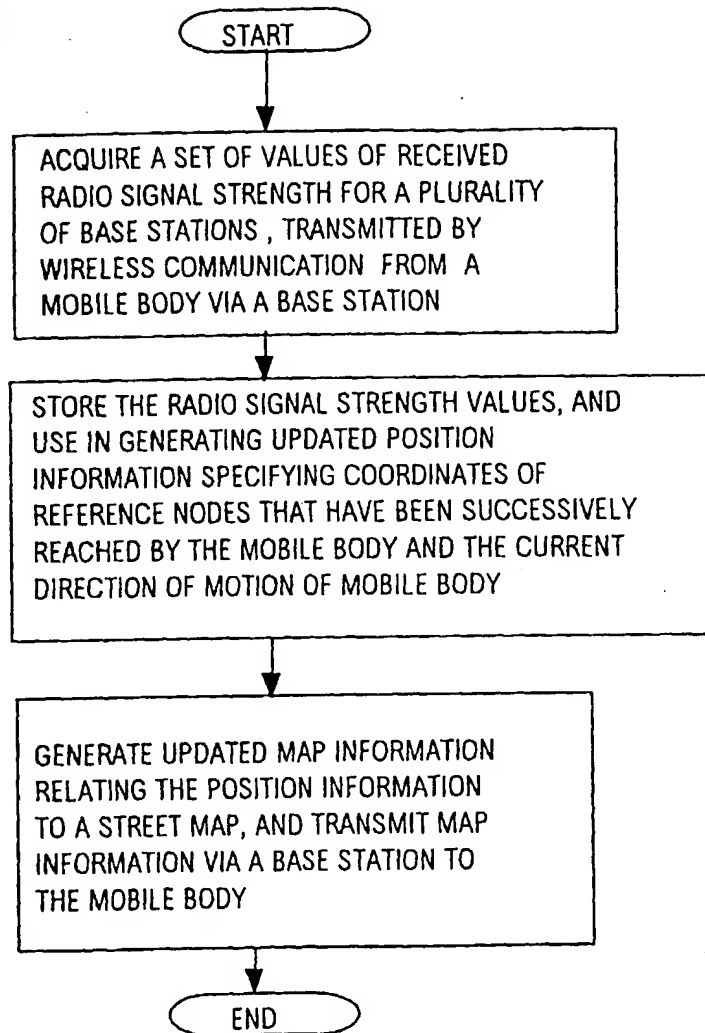 START
ACQUIRE A SET OF VALUES OF RECEIVED
RADIO SIGNAL STRENGTH FOR A PLURALITY
OF BASE STATIONS , TRANSMITTED BY
WIRELESS COMMUNICATION FROM A
MOBILE BODY VIA A BASE STATION
STORE THE RADIO SIGNAL STRENGTH VALUES, AND
USE IN GENERATING UPDATED POSITION
INFORMATION SPECIFYING COORDINATES OF
REFERENCE NODES THAT HAVE BEEN SUCCESSIVELY
REACHED BY THE MOBILE BODY AND THE CURRENT
DIRECTION OF MOTION OF MOBILE BODY
GENERATE UPDATED MAP INFORMATION
RELATING THE POSITION INFORMATION
TO A STREET MAP, AND TRANSMIT MAP
INFORMATION VIA A BASE STATION TO
THE MOBILE BODY
END